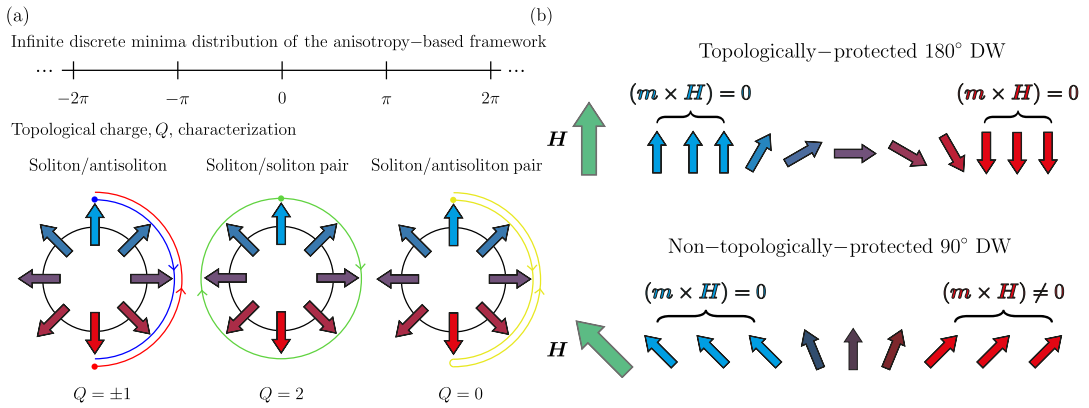 (a)
Infinite discrete minima distribution of the anisotropy−based framework
··· ···
−2π −π 0 π 2π
Topological charge, Q, characterization
Soliton/antisoliton Soliton/soliton pair Soliton/antisoliton pair
Q = ±1 Q = 2 Q = 0
(b)
Topologically−protected 180° DW
(m × H) = 0 (m × H) = 0
H
Non−topologically−protected 90° DW
(m × H) = 0 (m × H) ≠ 0
H